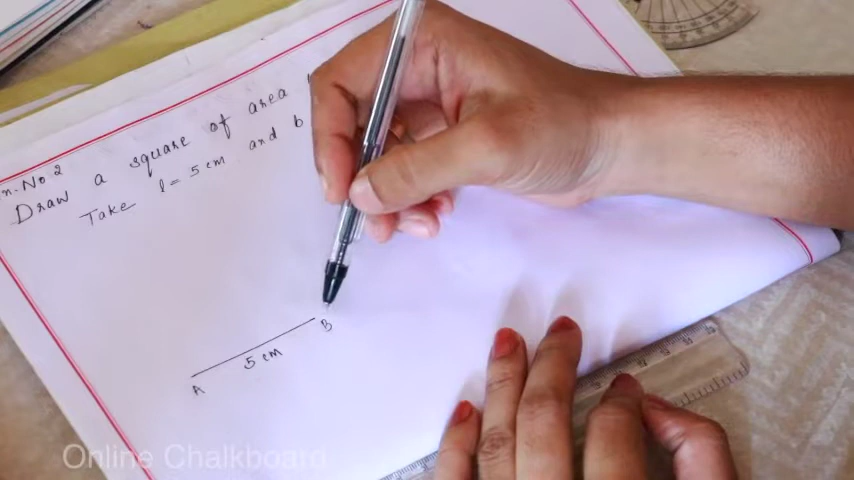 n.No 2
Draw a square of area
Take l = 5 cm and b
5 cm
A
B
Online Chalkboard